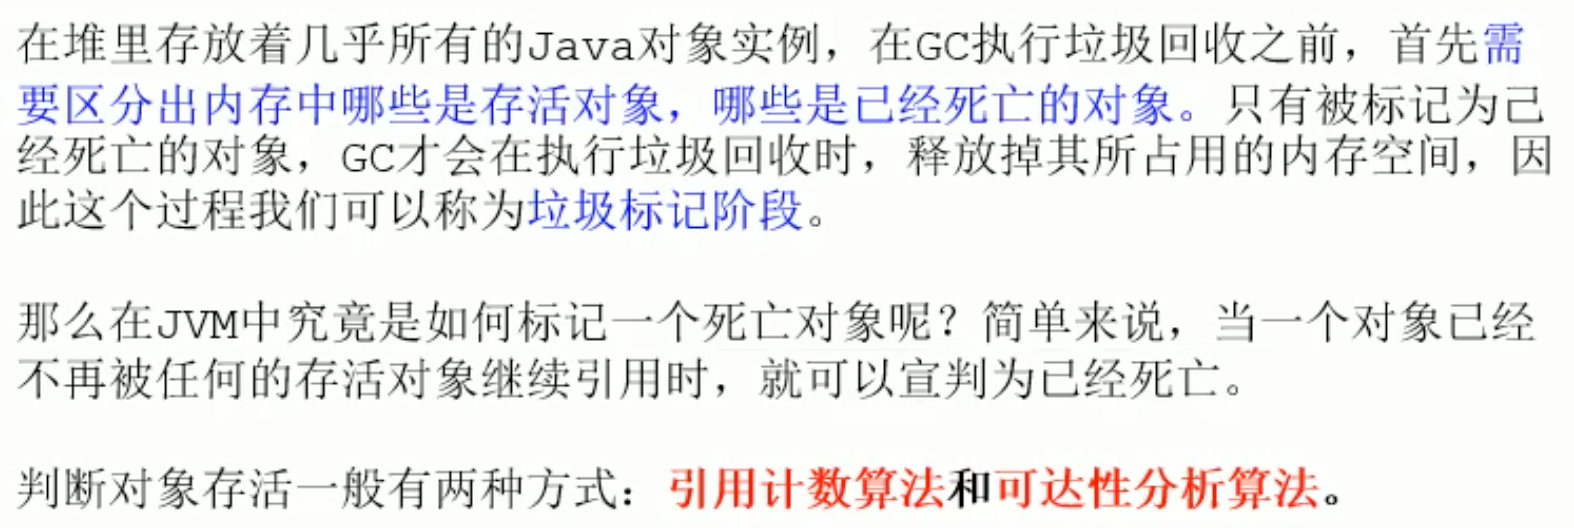 在堆里存放着几乎所有的Java对象实例，在GC执行垃圾回收之前，首先需
要区分出内存中哪些是存活对象，哪些是已经死亡的对象。只有被标记为己
经死亡的对象，GC才会在执行垃圾回收时，释放掉其所占用的内存空间，因
此这个过程我们可以称为垃圾标记阶段。
那么在JVM中究竟是如何标记一个死亡对象呢？简单来说，当一个对象已经
不再被任何的存活对象继续引用时，就可以宣判为已经死亡。
判断对象存活一般有两种方式：引用计数算法和可达性分析算法。